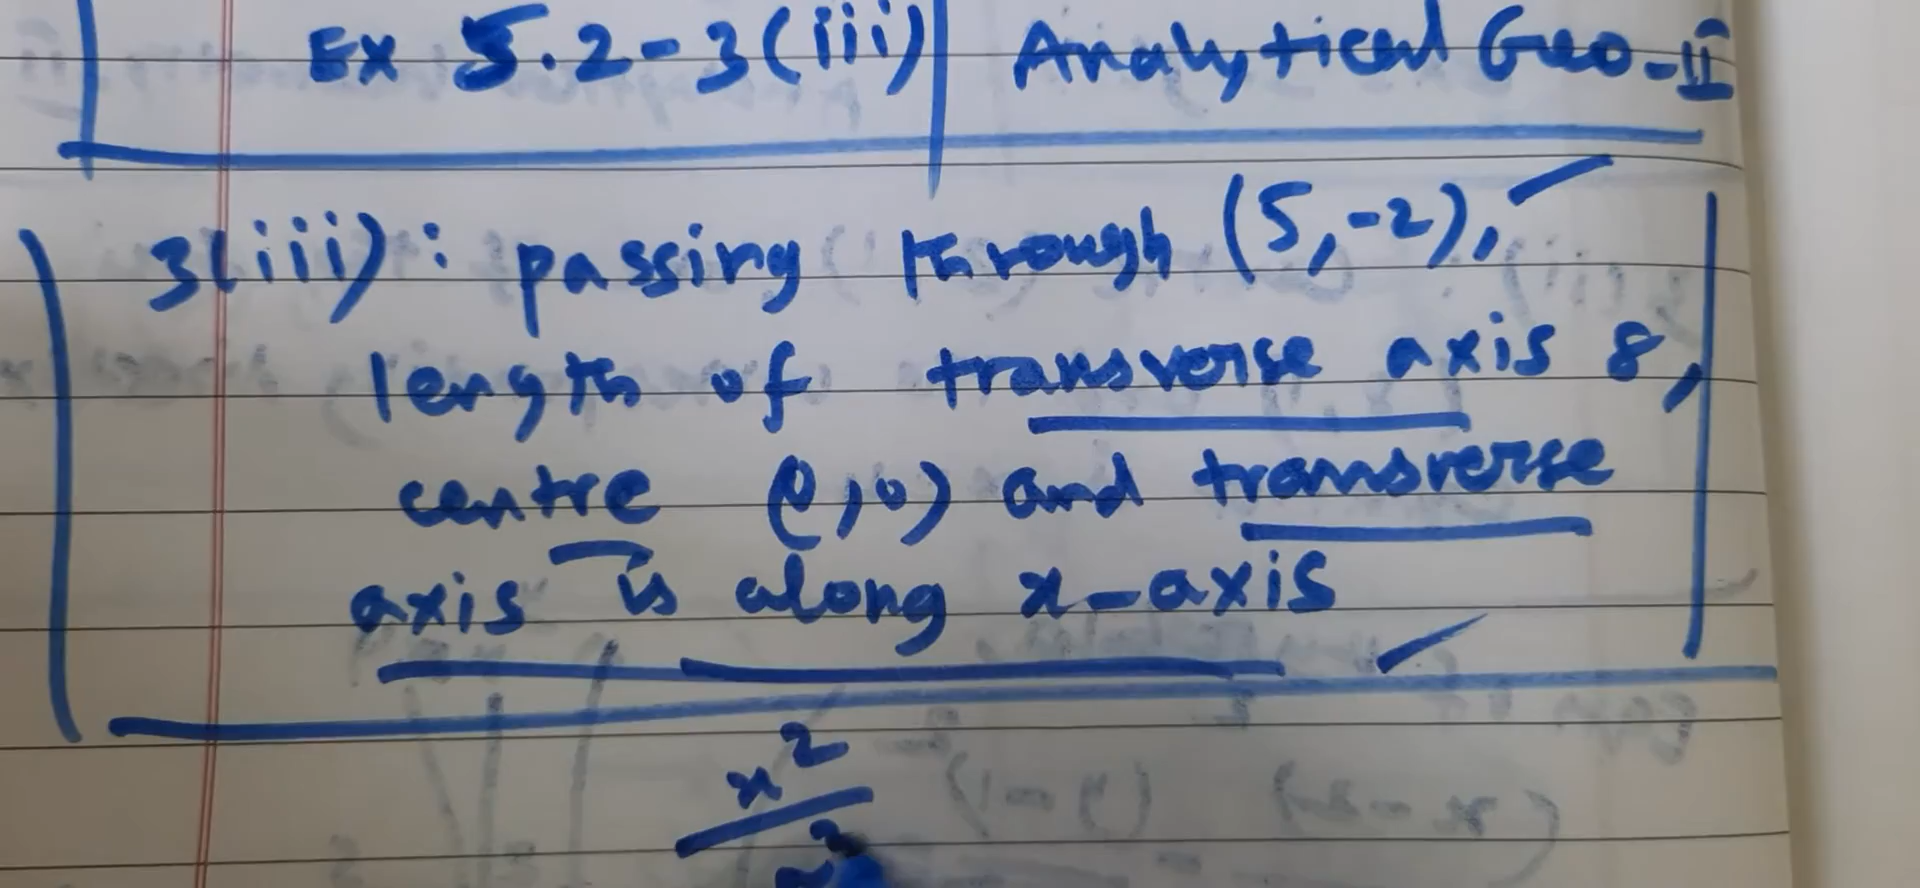 Ex 5.2-3(iii) Analytical Geo-II
3(iii): passing through (5,-2),
length of transverse axis 8,
centre (0,0) and transverse
axis is along x-axis
x²